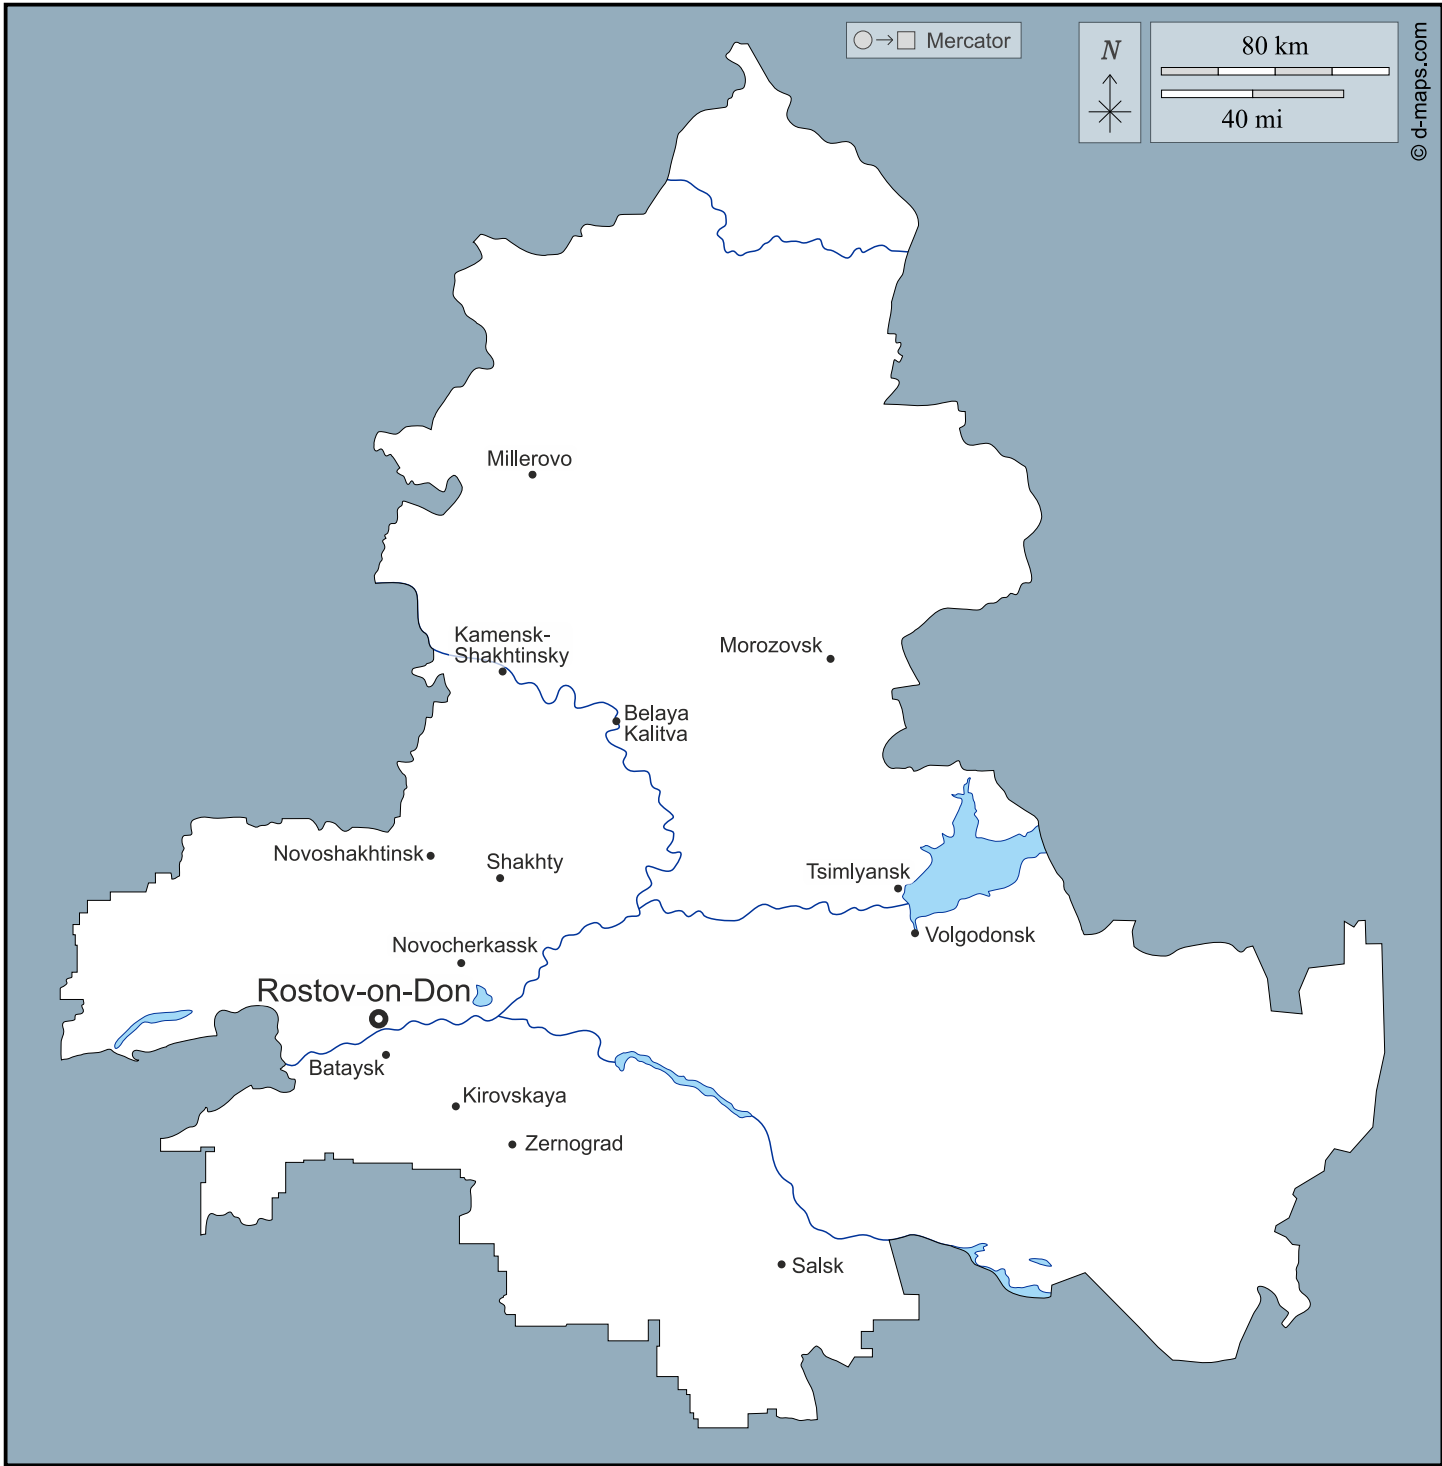 Mercator
N
80 km
40 mi
© d-maps.com
Millerovo
Kamensk-
Shakhtinsky
Morozovsk
Belaya
Kalitva
Novoshakhtinsk
Shakhty
Tsimlyansk
Volgodonsk
Novocherkassk
Rostov-on-Don
Bataysk
Kirovskaya
Zernograd
Salsk